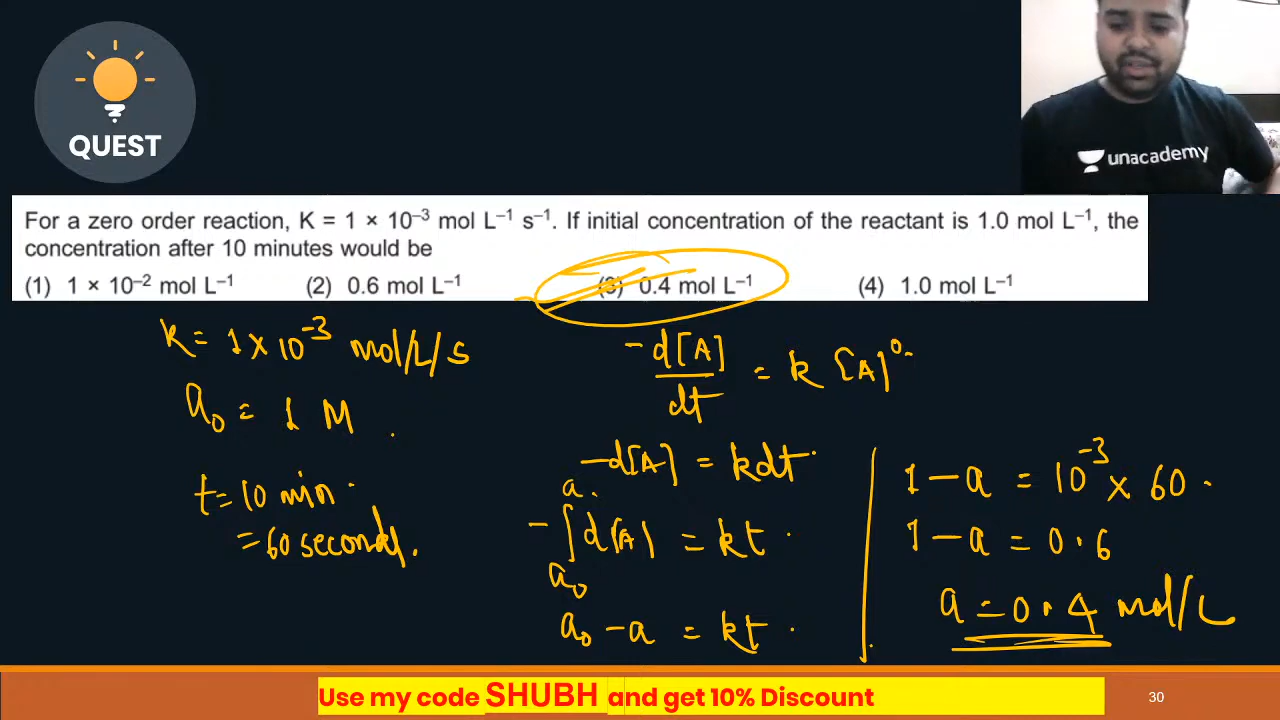 QUEST
unacademy
For a zero order reaction, K = 1 × 10⁻³ mol L⁻¹ s⁻¹. If initial concentration of the reactant is 1.0 mol L⁻¹, the
concentration after 10 minutes would be
(1) 1 × 10⁻² mol L⁻¹ (2) 0.6 mol L⁻¹ (3) 0.4 mol L⁻¹ (4) 1.0 mol L⁻¹
k = 1 × 10⁻³ mol/L/s
a₀ = 1 M
t = 10 min
= 60 seconds.
-d[A]/dt = k [A]⁰
-d[A] = kdt
-∫ₐ₀ᵃ d[A] = kt
a₀ - a = kt
1 - a = 10⁻³ × 60
1 - a = 0.6
a = 0.4 mol/L
Use my code SHUBH and get 10% Discount
30